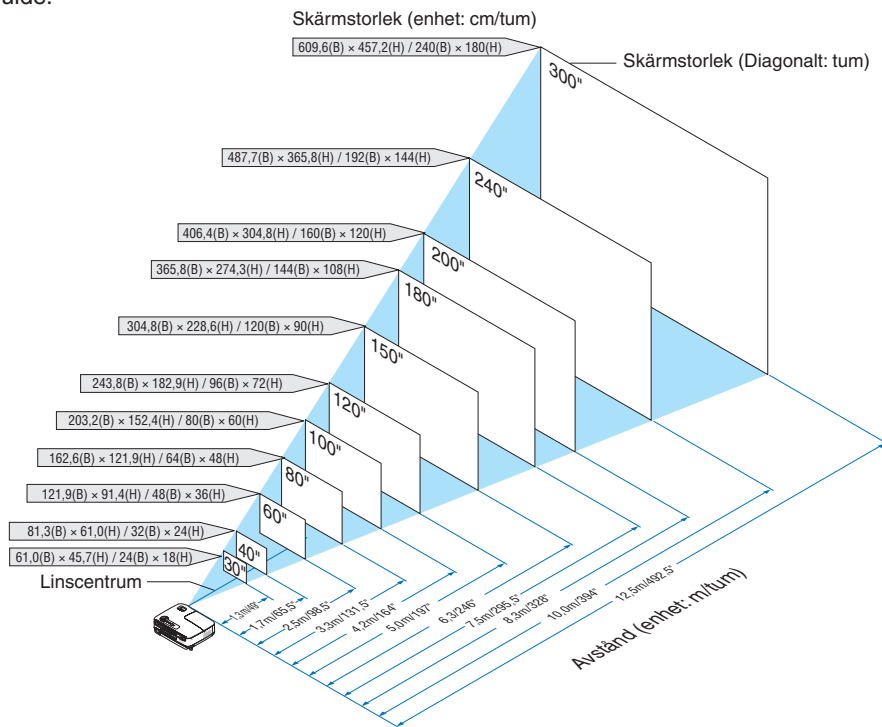 Skärmstorlek (enhet: cm/tum)
609,6(B) × 457,2(H) / 240(B) × 180(H)
Skärmstorlek (Diagonalt: tum)
300"
487,7(B) × 365,8(H) / 192(B) × 144(H)
240"
406,4(B) × 304,8(H) / 160(B) × 120(H)
200"
365,8(B) × 274,3(H) / 144(B) × 108(H)
180"
304,8(B) × 228,6(H) / 120(B) × 90(H)
150"
243,8(B) × 182,9(H) / 96(B) × 72(H)
120"
203,2(B) × 152,4(H) / 80(B) × 60(H)
100"
162,6(B) × 121,9(H) / 64(B) × 48(H)
80"
121,9(B) × 91,4(H) / 48(B) × 36(H)
60"
81,3(B) × 61,0(H) / 32(B) × 24(H)
40"
61,0(B) × 45,7(H) / 24(B) × 18(H)
30"
Linscentrum
1,3m/49"
1,7m/65,5"
2,5m/98,5"
3,3m/131,5"
4,2m/164"
5,0m/197"
6,3/246"
7,5m/295,5"
8,3m/328"
10,0m/394"
12,5m/492.5"
Avstånd (enhet: m/tum)